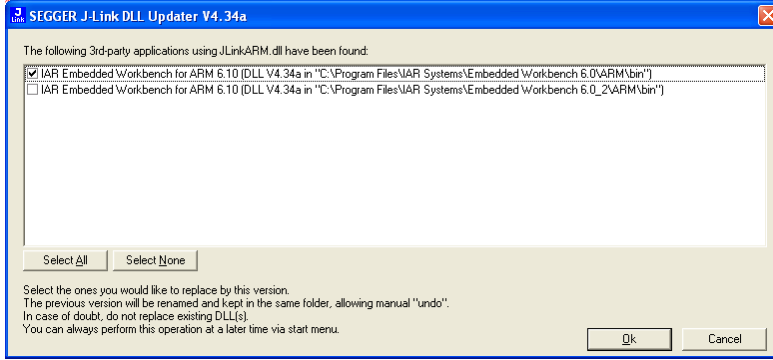 J Link SEGGER J-Link DLL Updater V4.34a
The following 3rd-party applications using JLinkARM.dll have been found:
IAR Embedded Workbench for ARM 6.10 (DLL V4.34a in "C:\Program Files\IAR Systems\Embedded Workbench 6.0\ARM\bin")
IAR Embedded Workbench for ARM 6.10 (DLL V4.34a in "C:\Program Files\IAR Systems\Embedded Workbench 6.0_2\ARM\bin")
Select All Select None
Select the ones you would like to replace by this version.
The previous version will be renamed and kept in the same folder, allowing manual "undo".
In case of doubt, do not replace existing DLL(s).
You can always perform this operation at a later time via start menu.
Ok Cancel